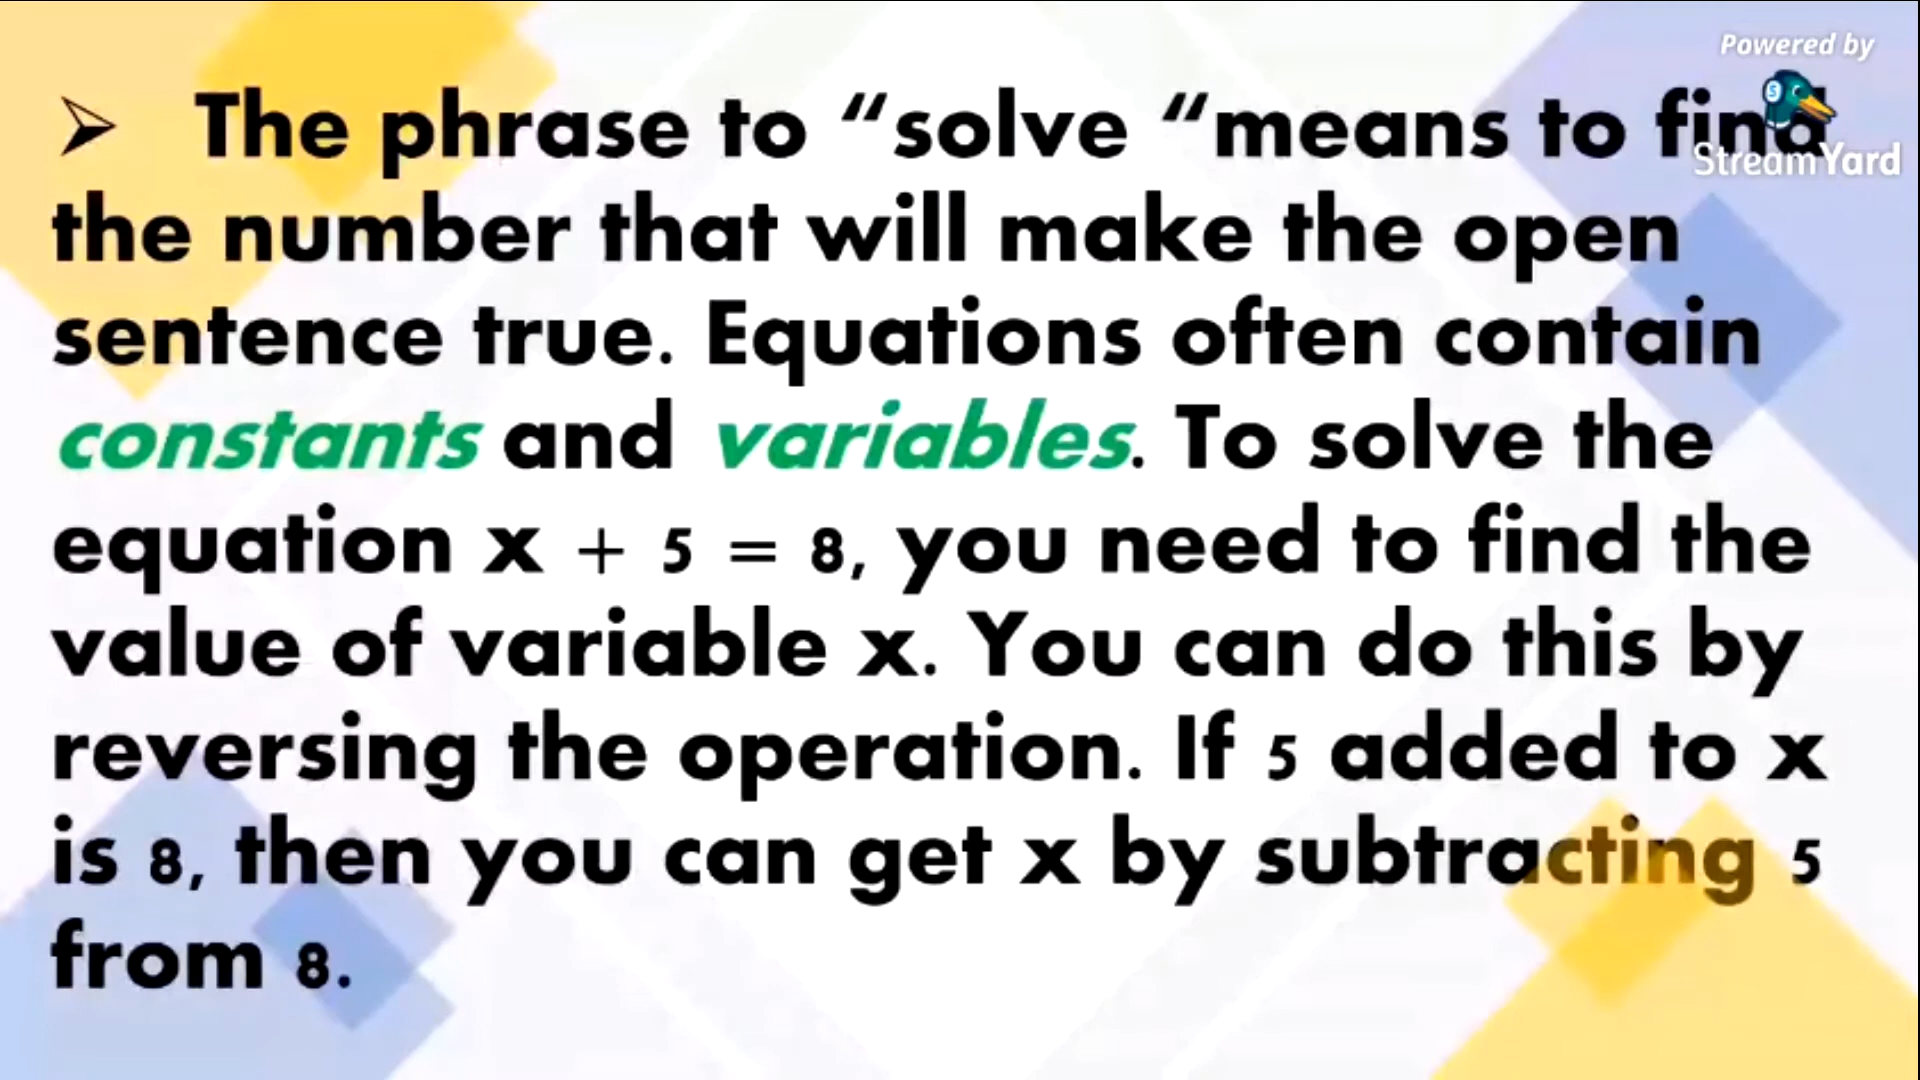 Powered by
StreamYard
➢ The phrase to “solve “means to find
the number that will make the open
sentence true. Equations often contain
constants and variables. To solve the
equation x + 5 = 8, you need to find the
value of variable x. You can do this by
reversing the operation. If 5 added to x
is 8, then you can get x by subtracting 5
from 8.